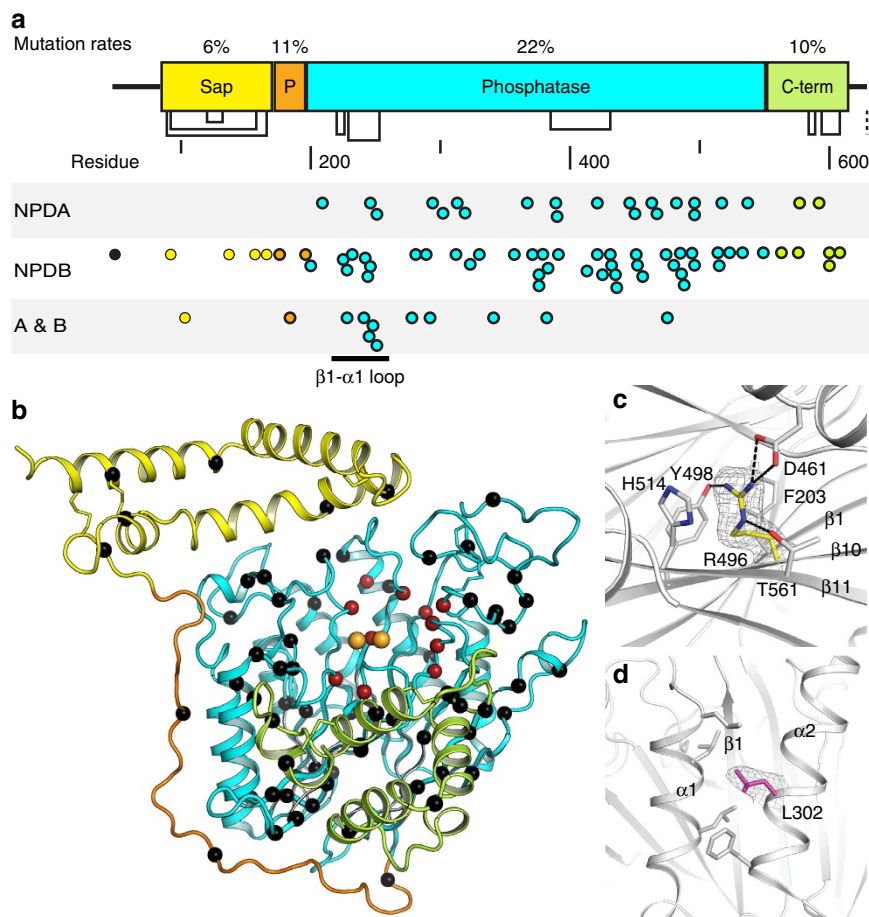 a
Mutation rates
6% 11% 22% 10%
Sap P Phosphatase C-term
Residue 200 400 600
NPDA
NPDB
A & B
β1-α1 loop
b
c
D461
Y498
H514
F203
β1
β10
R496
T561 β11
d
α2
β1
α1
L302